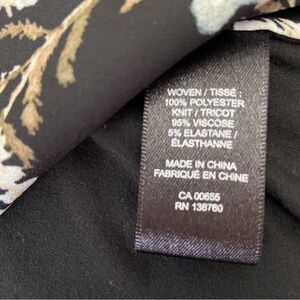 WOVEN / TISSÉ :
100% POLYESTER
KNIT / TRICOT
95% VISCOSE
5% ELASTANE /
ÉLASTHANNE
MADE IN CHINA
FABRIQUÉ EN CHINE
CA 00655
RN 138760